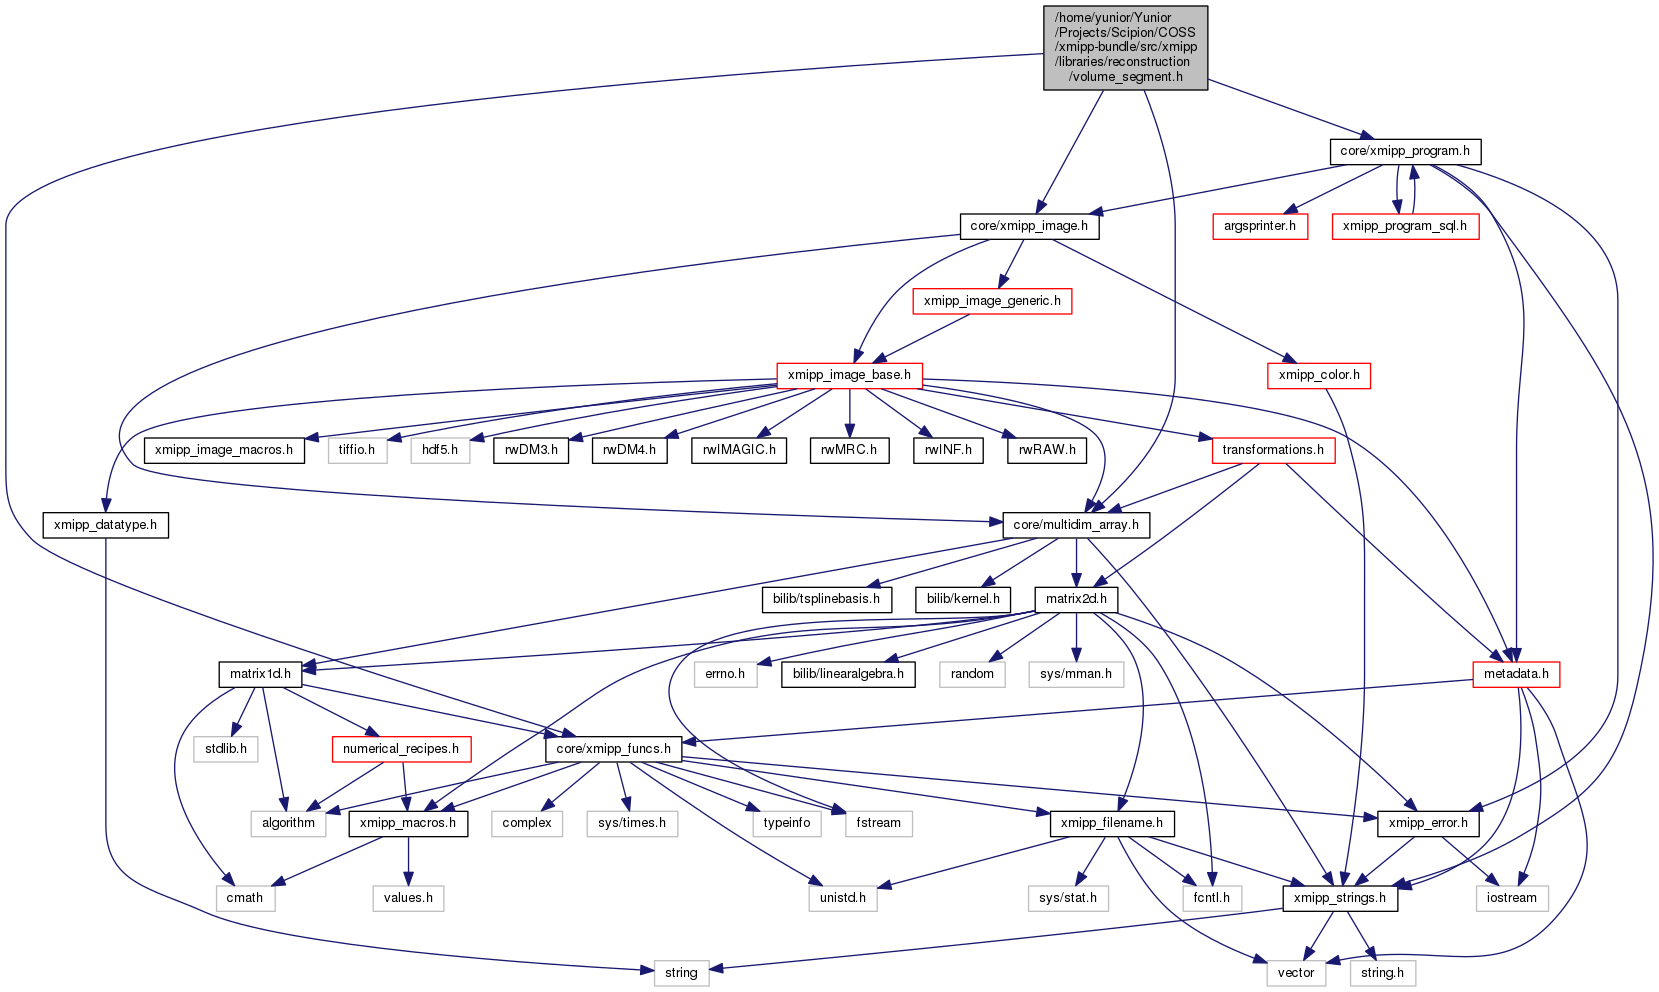 /home/yunior/Yunior
/Projects/Scipion/COSS
/xmipp-bundle/src/xmipp
/libraries/reconstruction
/volume_segment.h
core/xmipp_program.h
core/xmipp_image.h
argsprinter.h
xmipp_program_sql.h
xmipp_image_generic.h
xmipp_image_base.h
xmipp_color.h
xmipp_image_macros.h
tiffio.h
hdf5.h
rwDM3.h
rwDM4.h
rwIMAGIC.h
rwMRC.h
rwINF.h
rwRAW.h
transformations.h
xmipp_datatype.h
core/multidim_array.h
bilib/tsplinebasis.h
bilib/kernel.h
matrix2d.h
matrix1d.h
errno.h
bilib/linearalgebra.h
random
sys/mman.h
metadata.h
stdlib.h
numerical_recipes.h
core/xmipp_funcs.h
algorithm
xmipp_macros.h
complex
sys/times.h
typeinfo
fstream
xmipp_filename.h
xmipp_error.h
cmath
values.h
unistd.h
sys/stat.h
fcntl.h
xmipp_strings.h
iostream
string
vector
string.h